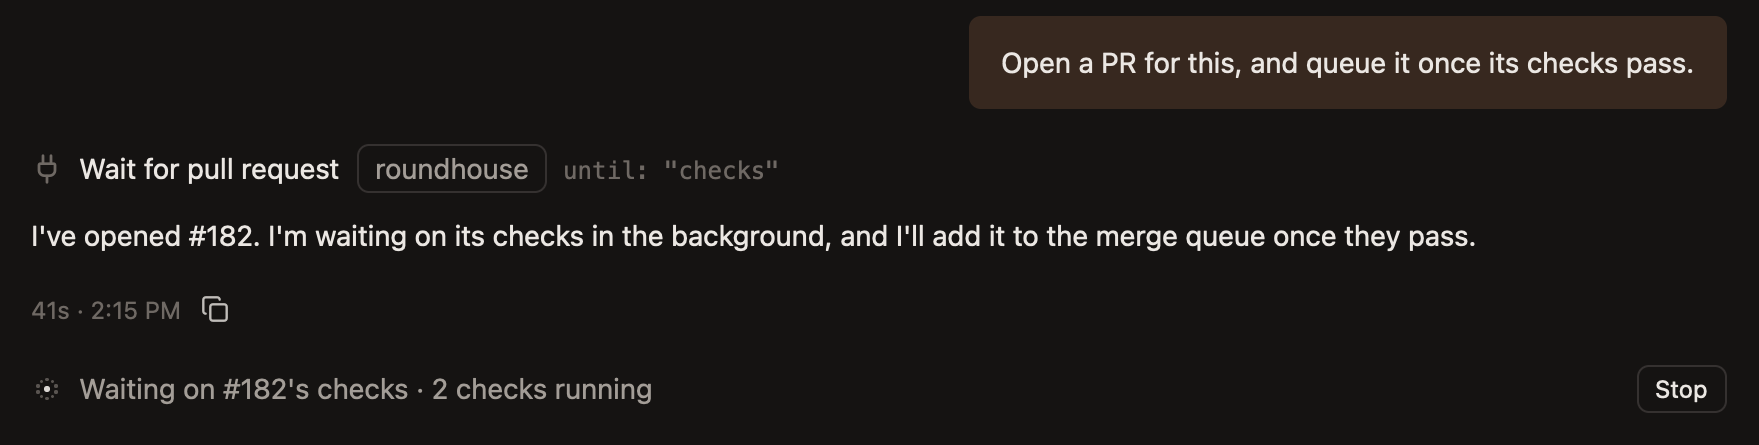 Open a PR for this, and queue it once its checks pass.
Wait for pull request roundhouse until: "checks"
I've opened #182. I'm waiting on its checks in the background, and I'll add it to the merge queue once they pass.
41s · 2:15 PM
Waiting on #182's checks · 2 checks running Stop